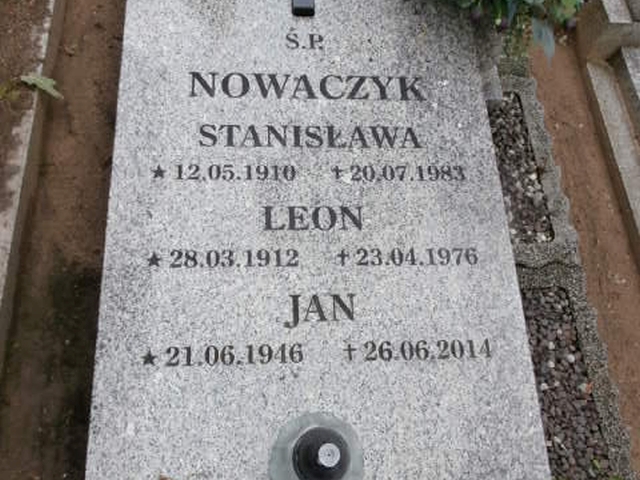 Ś.P.
NOWACZYK
STANISŁAWA
★ 12.05.1910 † 20.07.1983
LEON
★ 28.03.1912 † 23.04.1976
JAN
★ 21.06.1946 † 26.06.2014